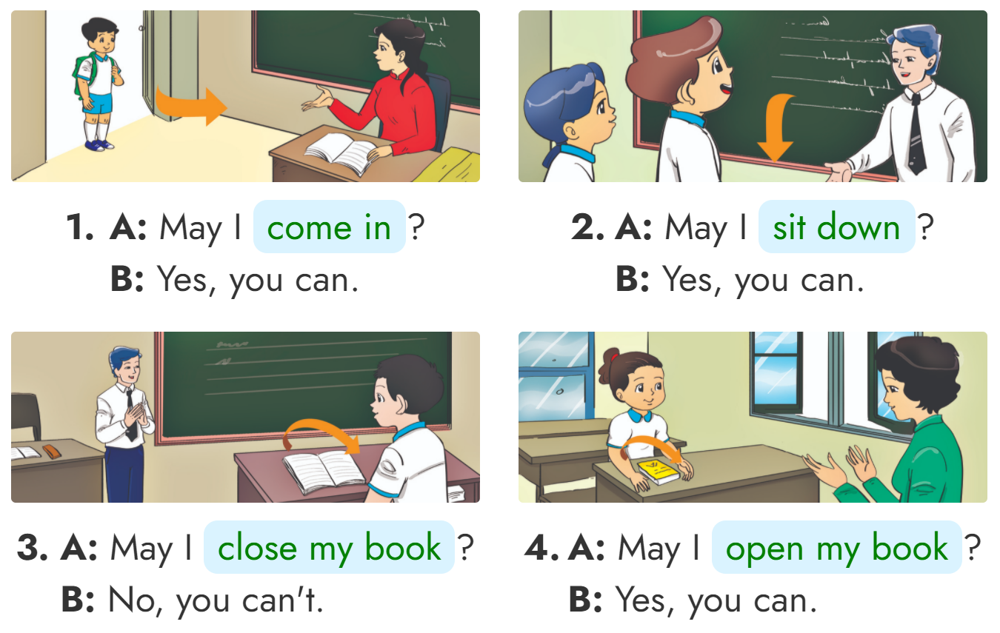 1. A: May I come in ?
B: Yes, you can.
2. A: May I sit down ?
B: Yes, you can.
3. A: May I close my book ?
B: No, you can't.
4. A: May I open my book ?
B: Yes, you can.